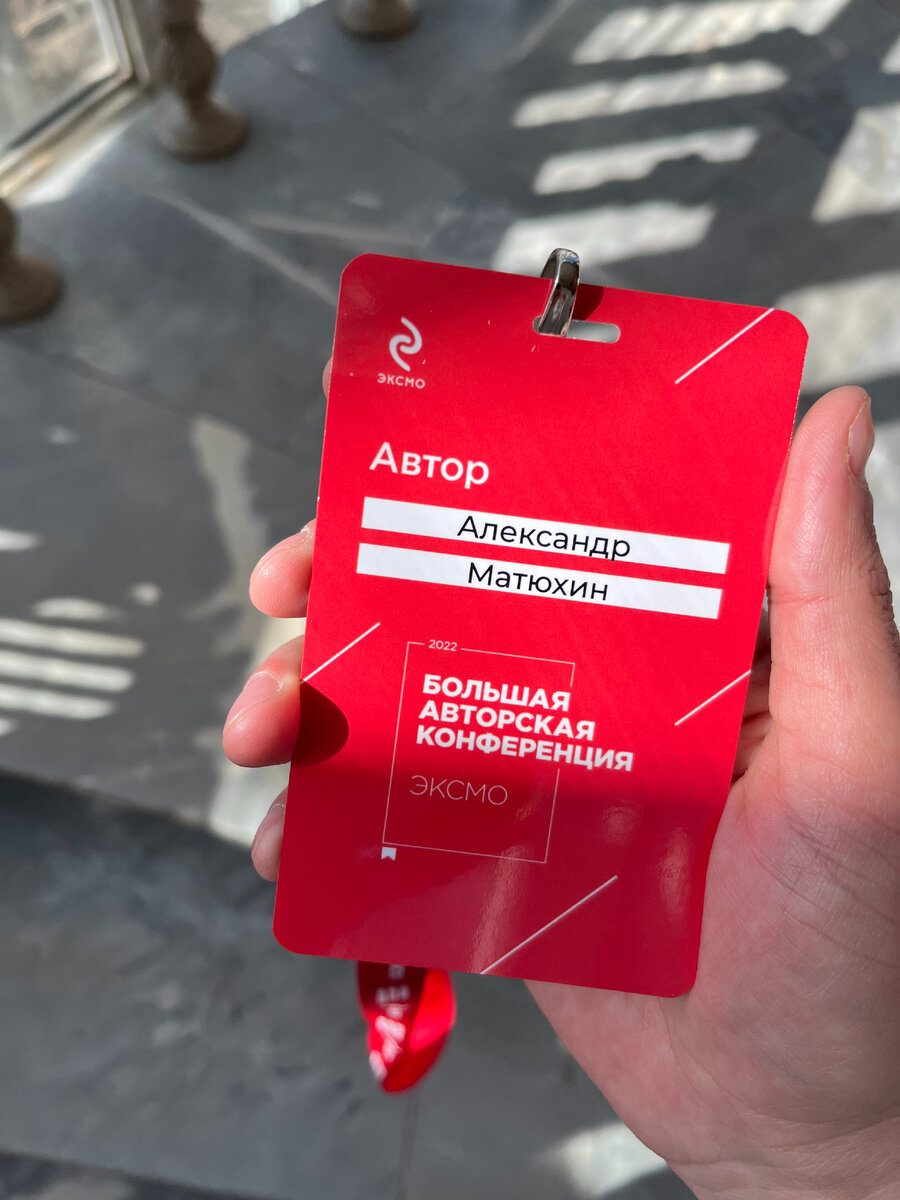 ЭКСМО
Автор
Александр
Матюхин
2022
БОЛЬШАЯ
АВТОРСКАЯ
КОНФЕРЕНЦИЯ
ЭКСМО